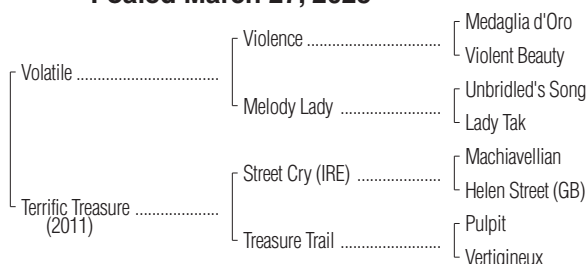 Foaled March 27,
Medaglia d'Oro
Violence
Violent Beauty
Volatile
Unbridled's Song
Melody Lady
Lady Tak
Machiavellian
Street Cry (IRE)
Helen Street (GB)
Terrific Treasure
(2011)
Pulpit
Treasure Trail
Vertigineux